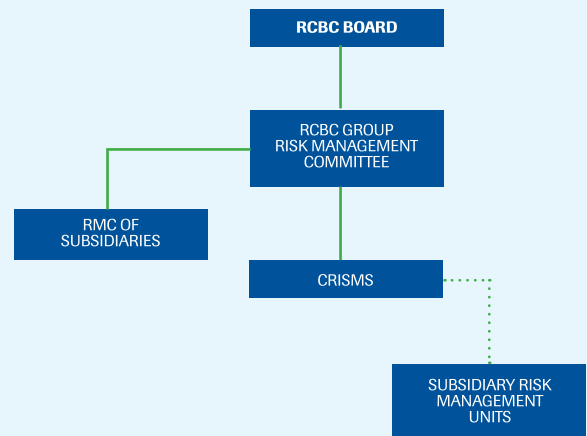 RCBC BOARD
RCBC GROUP
RISK MANAGEMENT
COMMITTEE
RMC OF
SUBSIDIARIES
CRISMS
SUBSIDIARY RISK
MANAGEMENT
UNITS